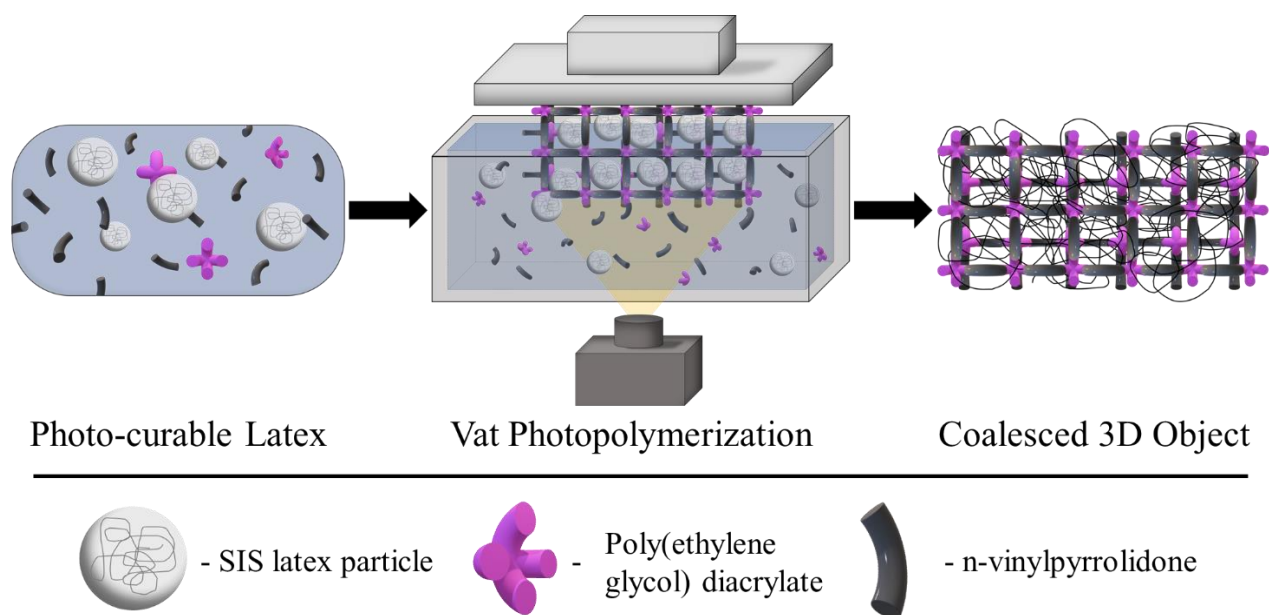 Photo-curable Latex
Vat Photopolymerization
Coalesced 3D Object
- SIS latex particle
- Poly(ethylene
glycol) diacrylate
- n-vinylpyrrolidone